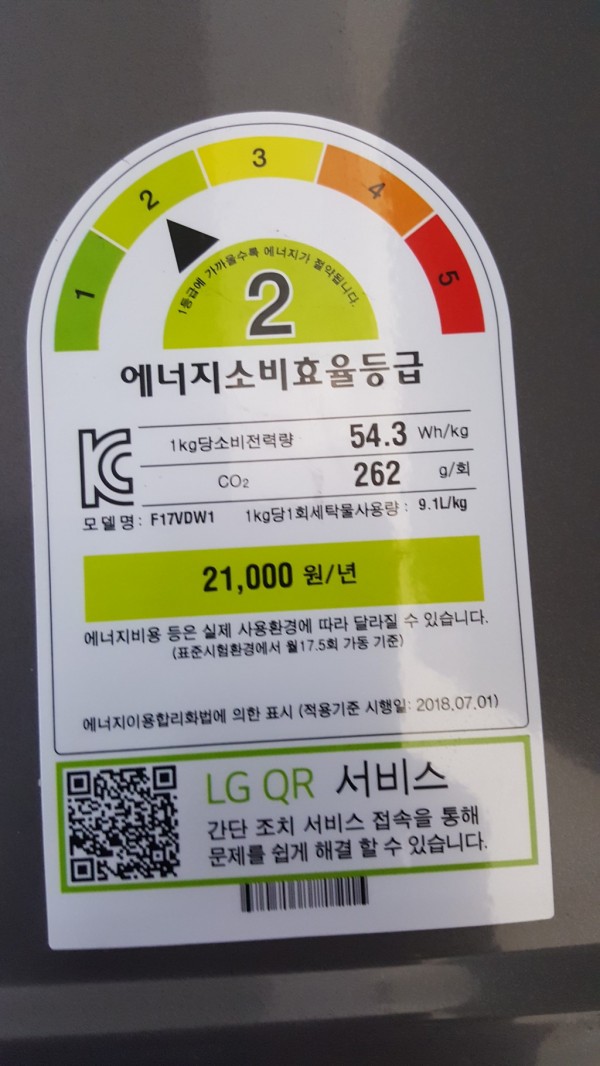 1 2 3 4 5
1등급에 가까울수록 에너지가 절약됩니다.
2
에너지소비효율등급
1kg당소비전력량 54.3 Wh/kg
CO₂ 262 g/회
모델명: F17VDW1 1kg당1회세탁물사용량 : 9.1L/kg
21,000 원/년
에너지비용 등은 실제 사용환경에 따라 달라질 수 있습니다.
(표준시험환경에서 월17.5회 가동 기준)
에너지이용합리화법에 의한 표시 (적용기준 시행일: 2018.07.01)
LG QR 서비스
간단 조치 서비스 접속을 통해
문제를 쉽게 해결 할 수 있습니다.